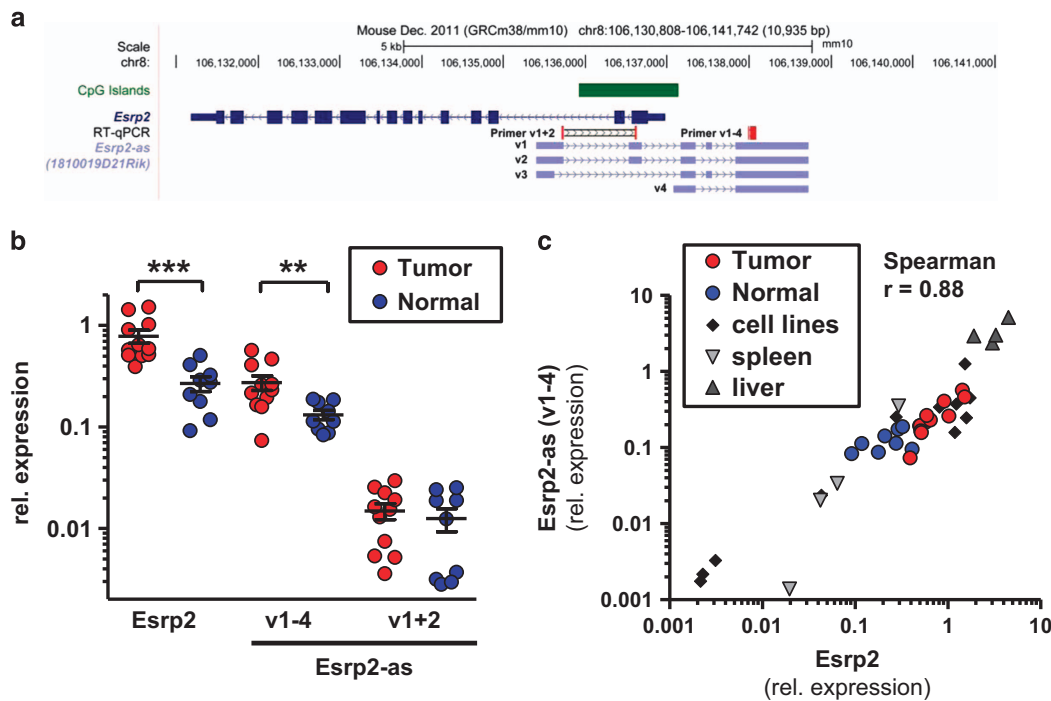 a
Mouse Dec. 2011 (GRCm38/mm10) chr8:106,130,808-106,141,742 (10,935 bp)
Scale
5 kb
mm10
chr8:
106,132,000
106,133,000
106,134,000
106,135,000
106,136,000
106,137,000
106,138,000
106,139,000
106,140,000
106,141,000
CpG Islands
Esrp2
RT-qPCR
Primer v1+2
Primer v1-4
Esrp2-as
(1810019D21Rik)
v1
v2
v3
v4
b
***
**
Tumor
Normal
rel. expression
1
0.1
0.01
Esrp2
v1-4
v1+2
Esrp2-as
c
Tumor
Normal
cell lines
spleen
liver
Spearman
r = 0.88
Esrp2-as (v1-4)
(rel. expression)
10
1
0.1
0.01
0.001
0.001
0.01
0.1
1
10
Esrp2
(rel. expression)